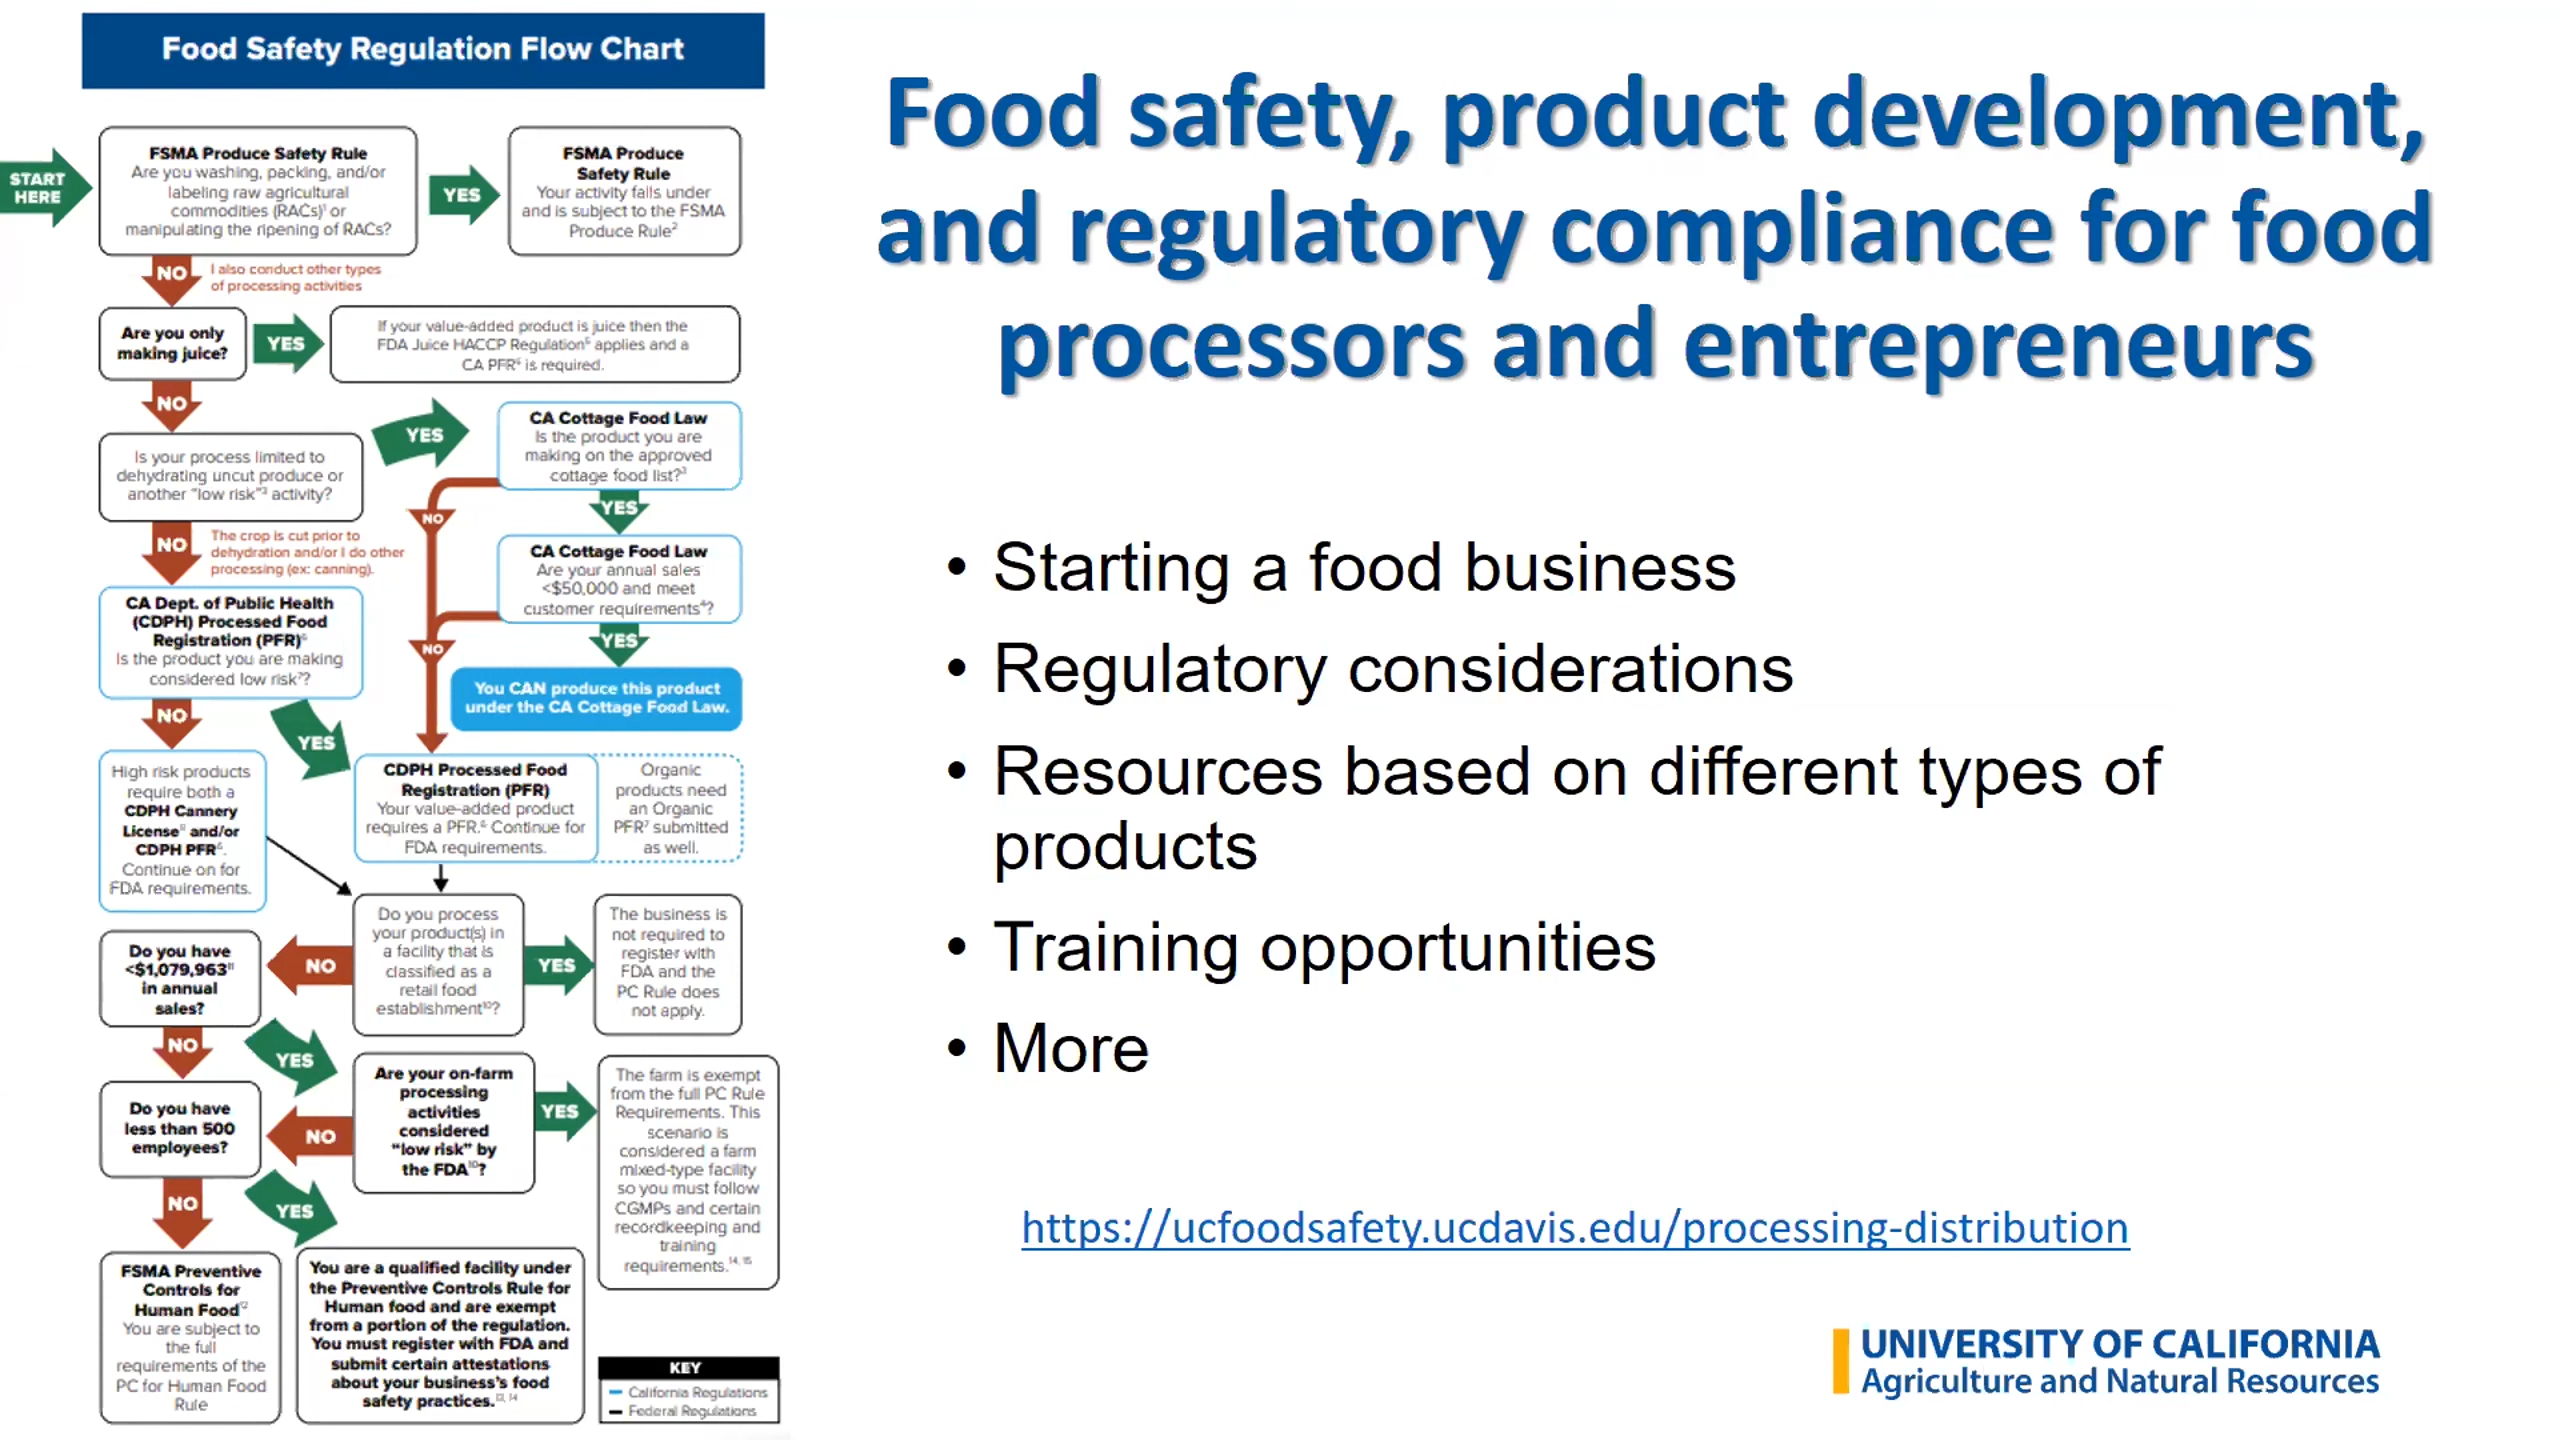 Food Safety Regulation Flow Chart
START
HERE
FSMA Produce Safety Rule
Are you washing, packing, and/or
labeling raw agricultural
commodities (RACs)¹ or
manipulating the ripening of RACs?
YES
FSMA Produce
Safety Rule
Your activity falls under
and is subject to the FSMA
Produce Rule²
NO
I also conduct other types
of processing activities
Are you only
making juice?
YES
If your value-added product is juice then the
FDA Juice HACCP Regulation⁵ applies and a
CA PFR⁶ is required.
NO
Is your process limited to
dehydrating uncut produce or
another "low risk"³ activity?
YES
CA Cottage Food Law
Is the product you are
making on the approved
cottage food list?³
NO
YES
NO
The crop is cut prior to
dehydration and/or I do other
processing (ex: canning).
CA Cottage Food Law
Are your annual sales
<$50,000 and meet
customer requirements⁴?
NO
YES
You CAN produce this product
under the CA Cottage Food Law.
CA Dept. of Public Health
(CDPH) Processed Food
Registration (PFR)⁶
Is the product you are making
considered low risk⁷?
NO
YES
High risk products
require both a
CDPH Cannery
License⁸ and/or
CDPH PFR⁶.
Continue on for
FDA requirements.
CDPH Processed Food
Registration (PFR)
Your value-added product
requires a PFR.⁶ Continue for
FDA requirements.
Organic
products need
an Organic
PFR⁷ submitted
as well.
Do you process
your product(s) in
a facility that is
classified as a
retail food
establishment¹⁰?
YES
The business is
not required to
register with
FDA and the
PC Rule does
not apply.
NO
Do you have
<$1,079,963¹¹
in annual
sales?
NO
YES
Are your on-farm
processing
activities
considered
"low risk" by
the FDA¹⁰?
YES
The farm is exempt
from the full PC Rule
Requirements. This
scenario is
considered a farm
mixed-type facility
so you must follow
CGMPs and certain
recordkeeping and
training
requirements.¹⁴, ¹⁵
NO
Do you have
less than 500
employees?
NO
YES
FSMA Preventive
Controls for
Human Food¹²
You are subject to
the full
requirements of the
PC for Human Food
Rule
You are a qualified facility under
the Preventive Controls Rule for
Human food and are exempt
from a portion of the regulation.
You must register with FDA and
submit certain attestations
about your business's food
safety practices.¹³, ¹⁴
KEY
California Regulations
Federal Regulations
Food safety, product development,
and regulatory compliance for food
processors and entrepreneurs
• Starting a food business
• Regulatory considerations
• Resources based on different types of
products
• Training opportunities
• More
https://ucfoodsafety.ucdavis.edu/processing-distribution
UNIVERSITY OF CALIFORNIA
Agriculture and Natural Resources